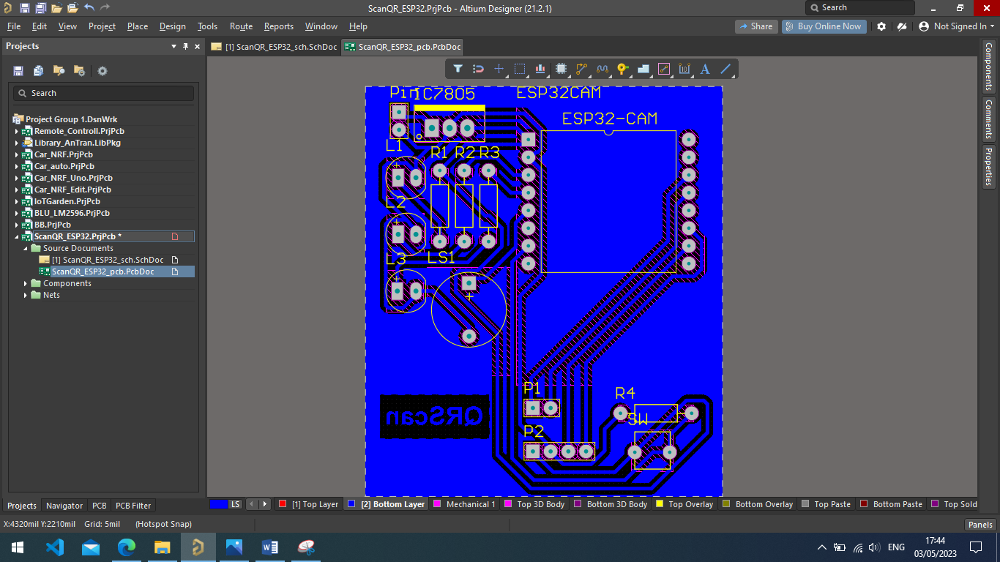 ScanQR_ESP32.PrjPcb - Altium Designer (21.2.1)
Search
File Edit View Project Place Design Tools Route Reports Window Help
Share
Buy Online Now
Not Signed In
Projects
[1] ScanQR_ESP32_sch.SchDoc
ScanQR_ESP32_pcb.PcbDoc
Search
Project Group 1.DsnWrk
Remote_Controll.PrjPcb
Library_AnTran.LibPkg
Car_NRF.PrjPcb
Car_auto.PrjPcb
Car_NRF_Uno.PrjPcb
Car_NRF_Edit.PrjPcb
IoTGarden.PrjPcb
BLU_LM2596.PrjPcb
BB.PrjPcb
ScanQR_ESP32.PrjPcb *
Source Documents
[1] ScanQR_ESP32_sch.SchDoc
ScanQR_ESP32_pcb.PcbDoc
Components
Nets
Pin IC7805 ESP32CAM
ESP32-CAM
L1
R1 R2 R3
L2
L3
LS1
P1
R4
QRScan
SW
P2
Components
Comments
Properties
Projects Navigator PCB PCB Filter
LS [1] Top Layer [2] Bottom Layer Mechanical 1 Top 3D Body Bottom 3D Body Top Overlay Bottom Overlay Top Paste Bottom Paste Top Sold
X:4320mil Y:2210mil Grid: 5mil (Hotspot Snap)
Panels
ENG
17:44
03/05/2023